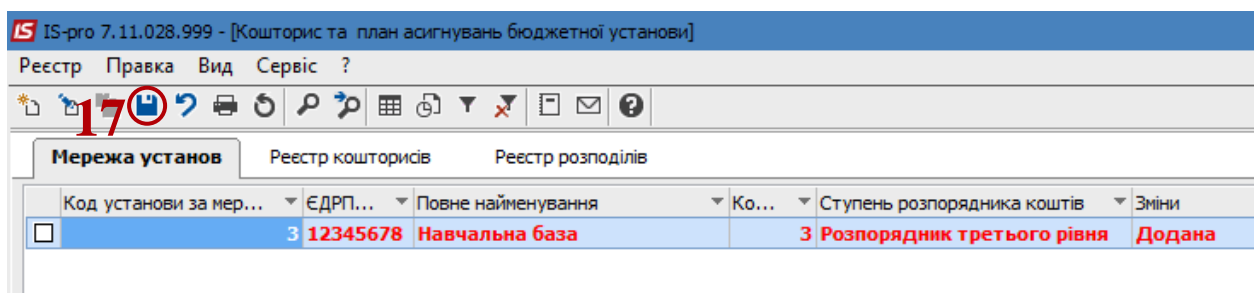 IS IS-pro 7.11.028.999 - [Кошторис та план асигнувань бюджетної установи]
Реєстр Правка Вид Сервіс ?
17
Мережа установ Реєстр кошторисів Реєстр розподілів
Код установи за мер... ЄДРП... Повне найменування Ко... Ступень розпорядника коштів Зміни
3 12345678 Навчальна база 3 Розпорядник третього рівня Додана